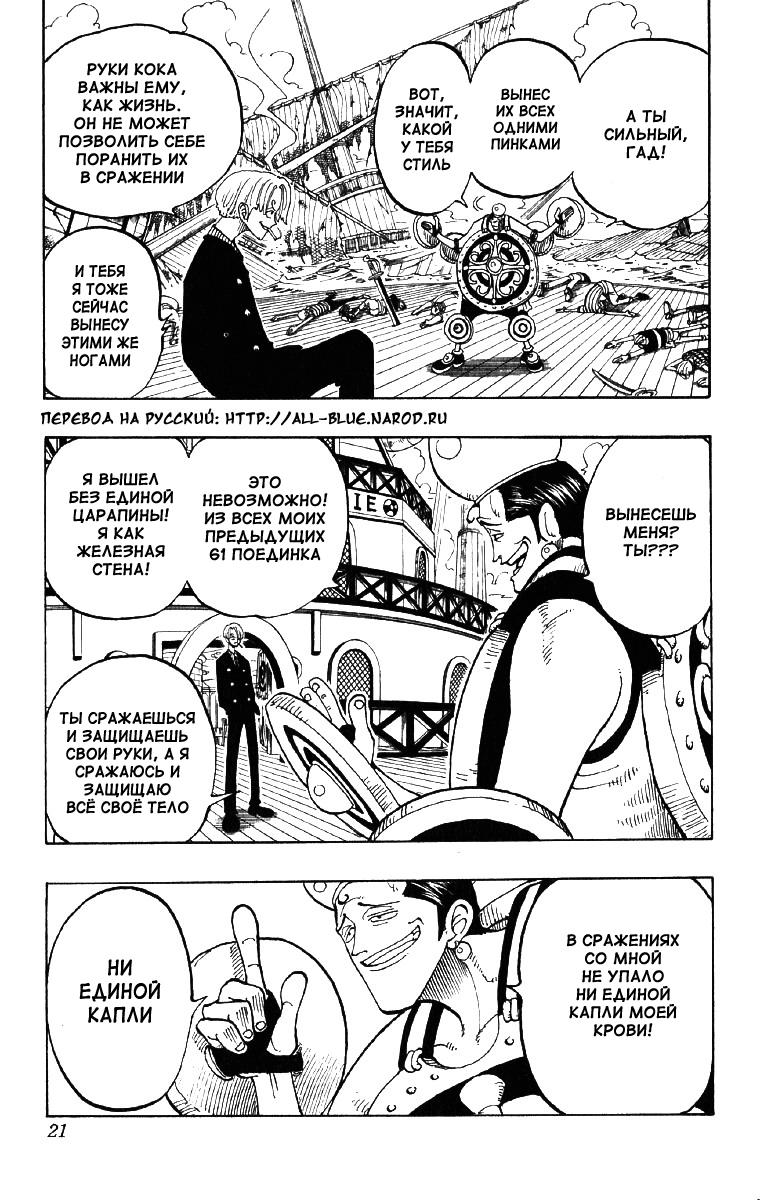 А ТЫ
СИЛЬНЫЙ,
ГАД!
ВЫНЕС
ИХ ВСЕХ
ОДНИМИ
ПИНКАМИ
ВОТ,
ЗНАЧИТ,
КАКОЙ
У ТЕБЯ
СТИЛЬ
РУКИ КОКА
ВАЖНЫ ЕМУ,
КАК ЖИЗНЬ.
ОН НЕ МОЖЕТ
ПОЗВОЛИТЬ СЕБЕ
ПОРАНИТЬ ИХ
В СРАЖЕНИИ
И ТЕБЯ
Я ТОЖЕ
СЕЙЧАС
ВЫНЕСУ
ЭТИМИ ЖЕ
НОГАМИ
ПЕРЕВОД НА РУССКИЙ: HTTP://ALL-BLUE.NAROD.RU
ВЫНЕСЕШЬ
МЕНЯ?
ТЫ???
ЭТО
НЕВОЗМОЖНО!
ИЗ ВСЕХ МОИХ
ПРЕДЫДУЩИХ
61 ПОЕДИНКА
Я ВЫШЕЛ
БЕЗ ЕДИНОЙ
ЦАРАПИНЫ!
Я КАК
ЖЕЛЕЗНАЯ
СТЕНА!
IE
ТЫ СРАЖАЕШЬСЯ
И ЗАЩИЩАЕШЬ
СВОИ РУКИ, А Я
СРАЖАЮСЬ И
ЗАЩИЩАЮ
ВСЁ СВОЁ ТЕЛО
В СРАЖЕНИЯХ
СО МНОЙ
НЕ УПАЛО
НИ ЕДИНОЙ
КАПЛИ МОЕЙ
КРОВИ!
НИ
ЕДИНОЙ
КАПЛИ
21